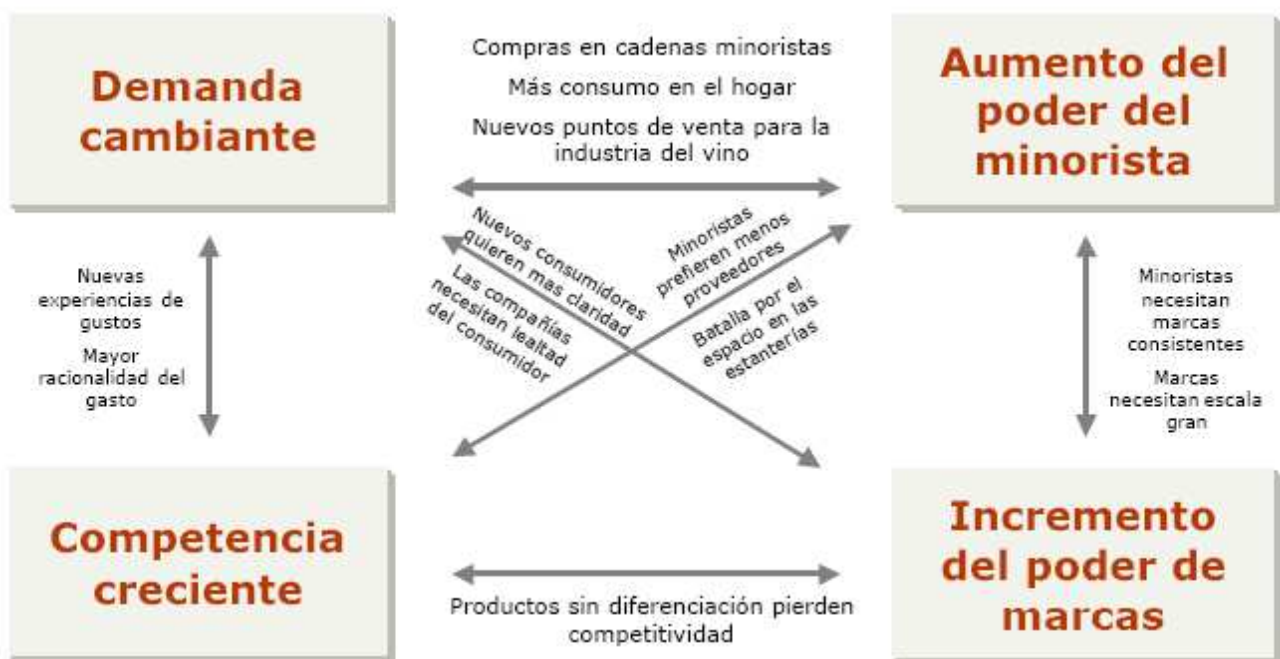 Demanda
cambiante
Compras en cadenas minoristas
Más consumo en el hogar
Nuevos puntos de venta para la
industria del vino
Aumento del
poder del
minorista
Nuevas
experiencias de
gustos
Mayor
racionalidad del
gasto
Nuevos consumidores
quieren mas claridad
Las compañías
necesitan lealtad
del consumidor
Minoristas
prefieren menos
proveedores
Batalla por el
espacio en las
estanterías
Minoristas
necesitan
marcas
consistentes
Marcas
necesitan escala
gran
Competencia
creciente
Productos sin diferenciación pierden
competitividad
Incremento
del poder de
marcas